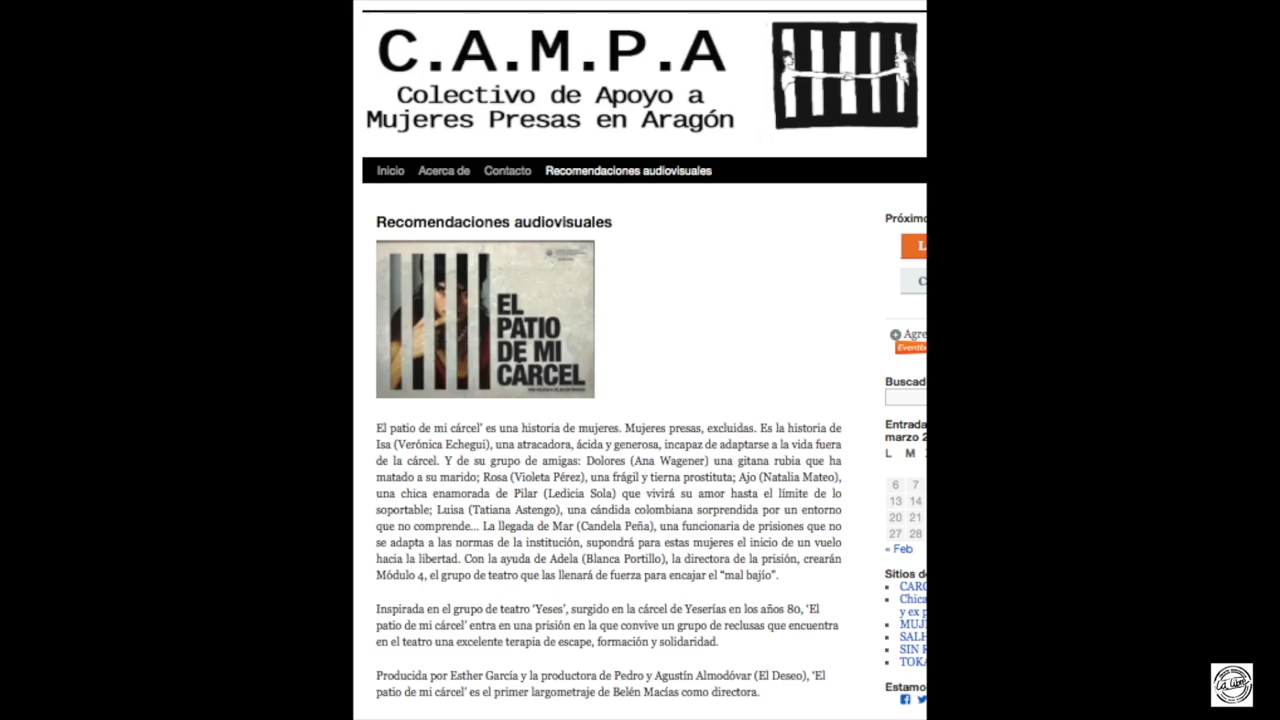 C.A.M.P.A
Colectivo de Apoyo a
Mujeres Presas en Aragón
Inicio Acerca de Contacto Recomendaciones audiovisuales
Recomendaciones audiovisuales
EL
PATIO
DE MI
CÁRCEL
El patio de mi cárcel' es una historia de mujeres. Mujeres presas, excluidas. Es la historia de
Isa (Verónica Echegui), una atracadora, ácida y generosa, incapaz de adaptarse a la vida fuera
de la cárcel. Y de su grupo de amigas: Dolores (Ana Wagener) una gitana rubia que ha
matado a su marido; Rosa (Violeta Pérez), una frágil y tierna prostituta; Ajo (Natalia Mateo),
una chica enamorada de Pilar (Ledicia Sola) que vivirá su amor hasta el límite de lo
soportable; Luisa (Tatiana Astengo), una cándida colombiana sorprendida por un entorno
que no comprende... La llegada de Mar (Candela Peña), una funcionaria de prisiones que no
se adapta a las normas de la institución, supondrá para estas mujeres el inicio de un vuelo
hacia la libertad. Con la ayuda de Adela (Blanca Portillo), la directora de la prisión, crearán
Módulo 4, el grupo de teatro que las llenará de fuerza para encajar el “mal bajío”.
Inspirada en el grupo de teatro ‘Yeses’, surgido en la cárcel de Yeserías en los años 80, ‘El
patio de mi cárcel’ entra en una prisión en la que convive un grupo de reclusas que encuentra
en el teatro una excelente terapia de escape, formación y solidaridad.
Producida por Esther García y la productora de Pedro y Agustín Almodóvar (El Deseo), ‘El
patio de mi cárcel’ es el primer largometraje de Belén Macías como directora.
Próximo
L
C
Agre
Eventb
Buscad
Entrada
marzo 2
L M
6 7
13 14
20 21
27 28
« Feb
Sitios d
CARC
Chica
y ex p
MUJ
SALH
SIN R
TOKA
Estamo